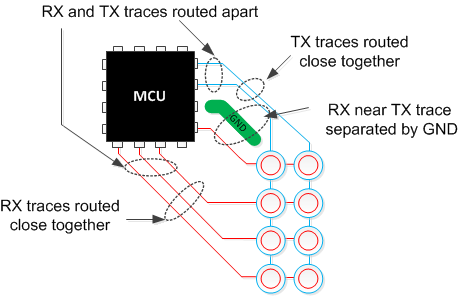 RX and TX traces routed apart
TX traces routed
close together
MCU
RX near TX trace
separated by GND
GND
RX traces routed
close together